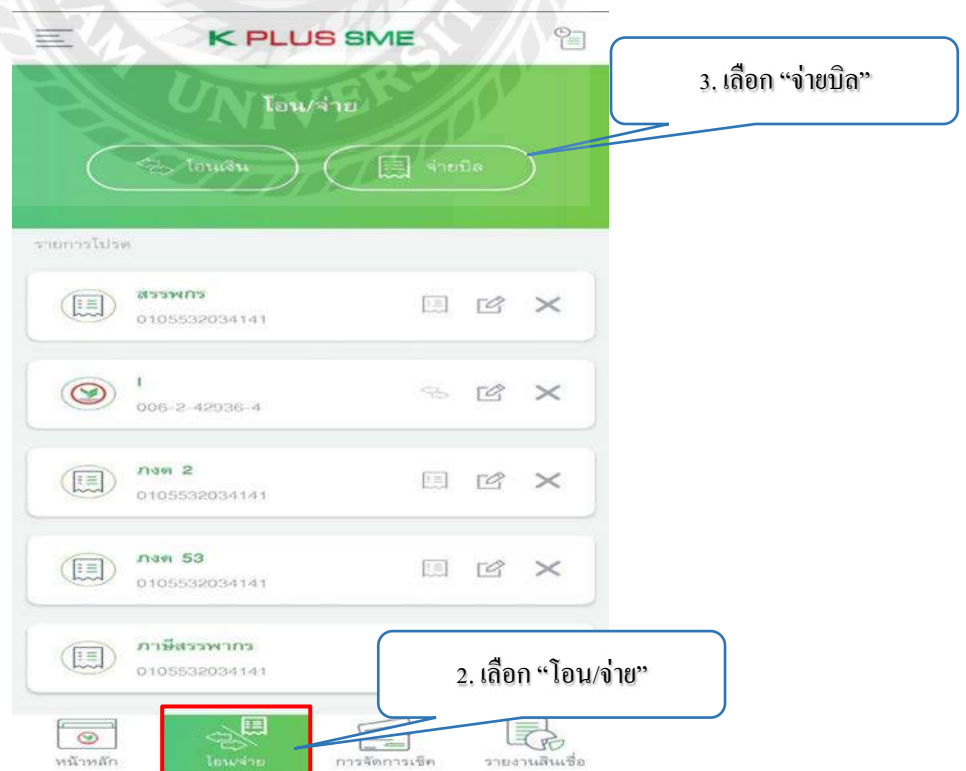 K PLUS SME
3. เลือก “จ่ายบิล”
โอน/จ่าย
โอนเงิน
จ่ายบิล
รายการโปรด
สรรพกร
0105532034141
I
006-2-42936-4
ภงด 2
0105532034141
ภงด 53
0105532034141
ภาษีสรรพากร
0105532034141
2. เลือก “โอน/จ่าย”
หน้าหลัก
โอน/จ่าย
การจัดการเช็ค
รายงานสินเชื่อ
UNIVERSITY